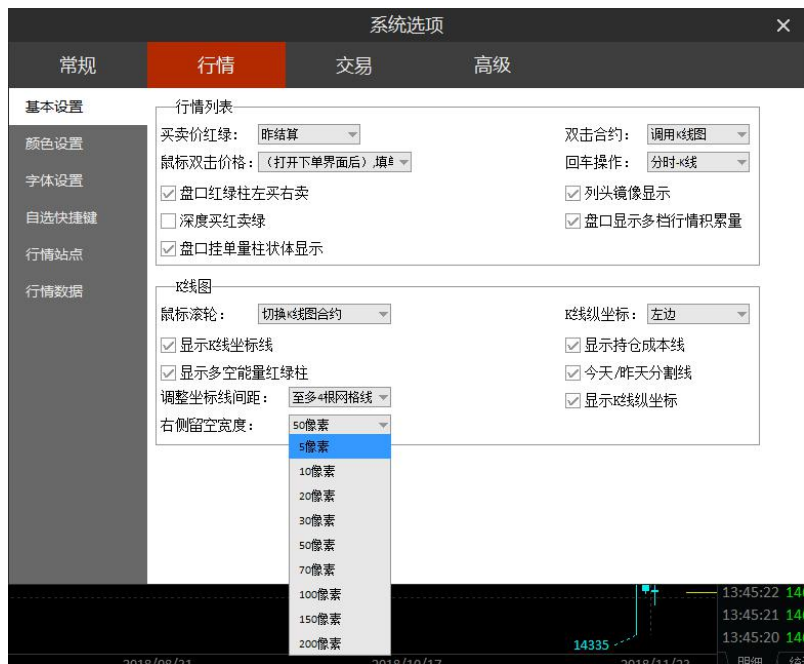 系统选项
常规 行情 交易 高级
基本设置
颜色设置
字体设置
自选快捷键
行情站点
行情数据
行情列表
买卖价红绿： 昨结算 双击合约： 调用K线图
鼠标双击价格： （打开下单界面后）,填单 回车操作： 分时-K线
盘口红绿柱左买右卖 列头镜像显示
深度买红卖绿 盘口显示多档行情积累量
盘口挂单量柱状体显示
K线图
鼠标滚轮： 切换K线图合约 K线纵坐标： 左边
显示K线坐标线 显示持仓成本线
显示多空能量红绿柱 今天/昨天分割线
调整坐标线间距： 至多4根网格线 显示K线纵坐标
右侧留空宽度： 50像素
5像素
10像素
20像素
30像素
50像素
70像素
100像素
150像素
200像素
13:45:22
13:45:21
13:45:20
14335
2018/08/31 2018/10/17 2018/11/23
明细